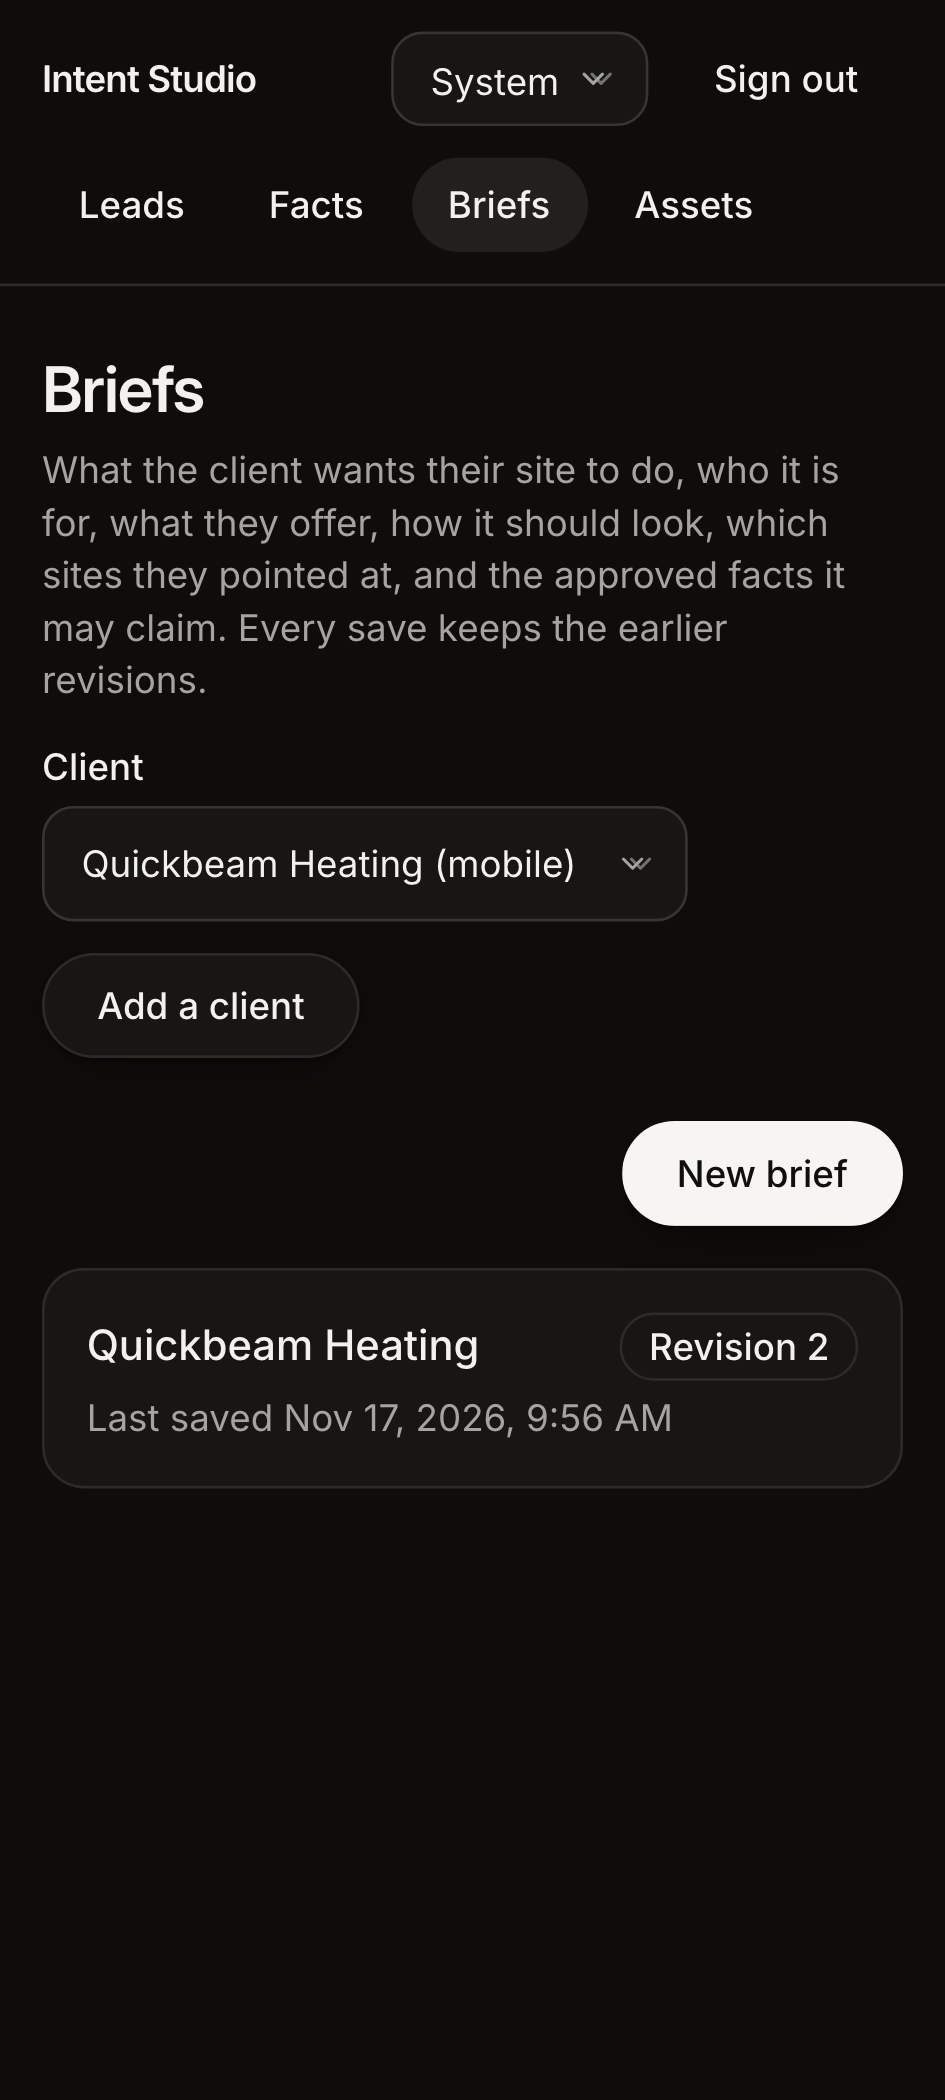 Intent Studio
System
Sign out
Leads
Facts
Briefs
Assets
Briefs
What the client wants their site to do, who it is
for, what they offer, how it should look, which
sites they pointed at, and the approved facts it
may claim. Every save keeps the earlier
revisions.
Client
Quickbeam Heating (mobile)
Add a client
New brief
Quickbeam Heating
Revision 2
Last saved Nov 17, 2026, 9:56 AM